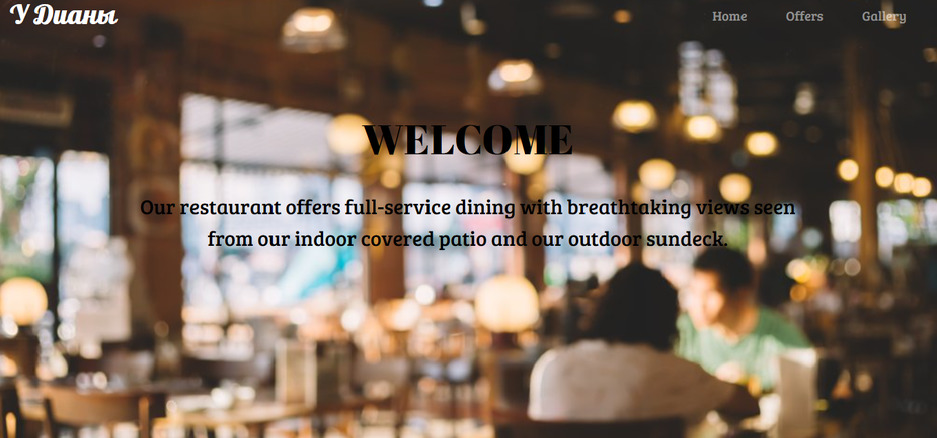 У Дианы
Home Offers Gallery
WELCOME
Our restaurant offers full-service dining with breathtaking views seen
from our indoor covered patio and our outdoor sundeck.